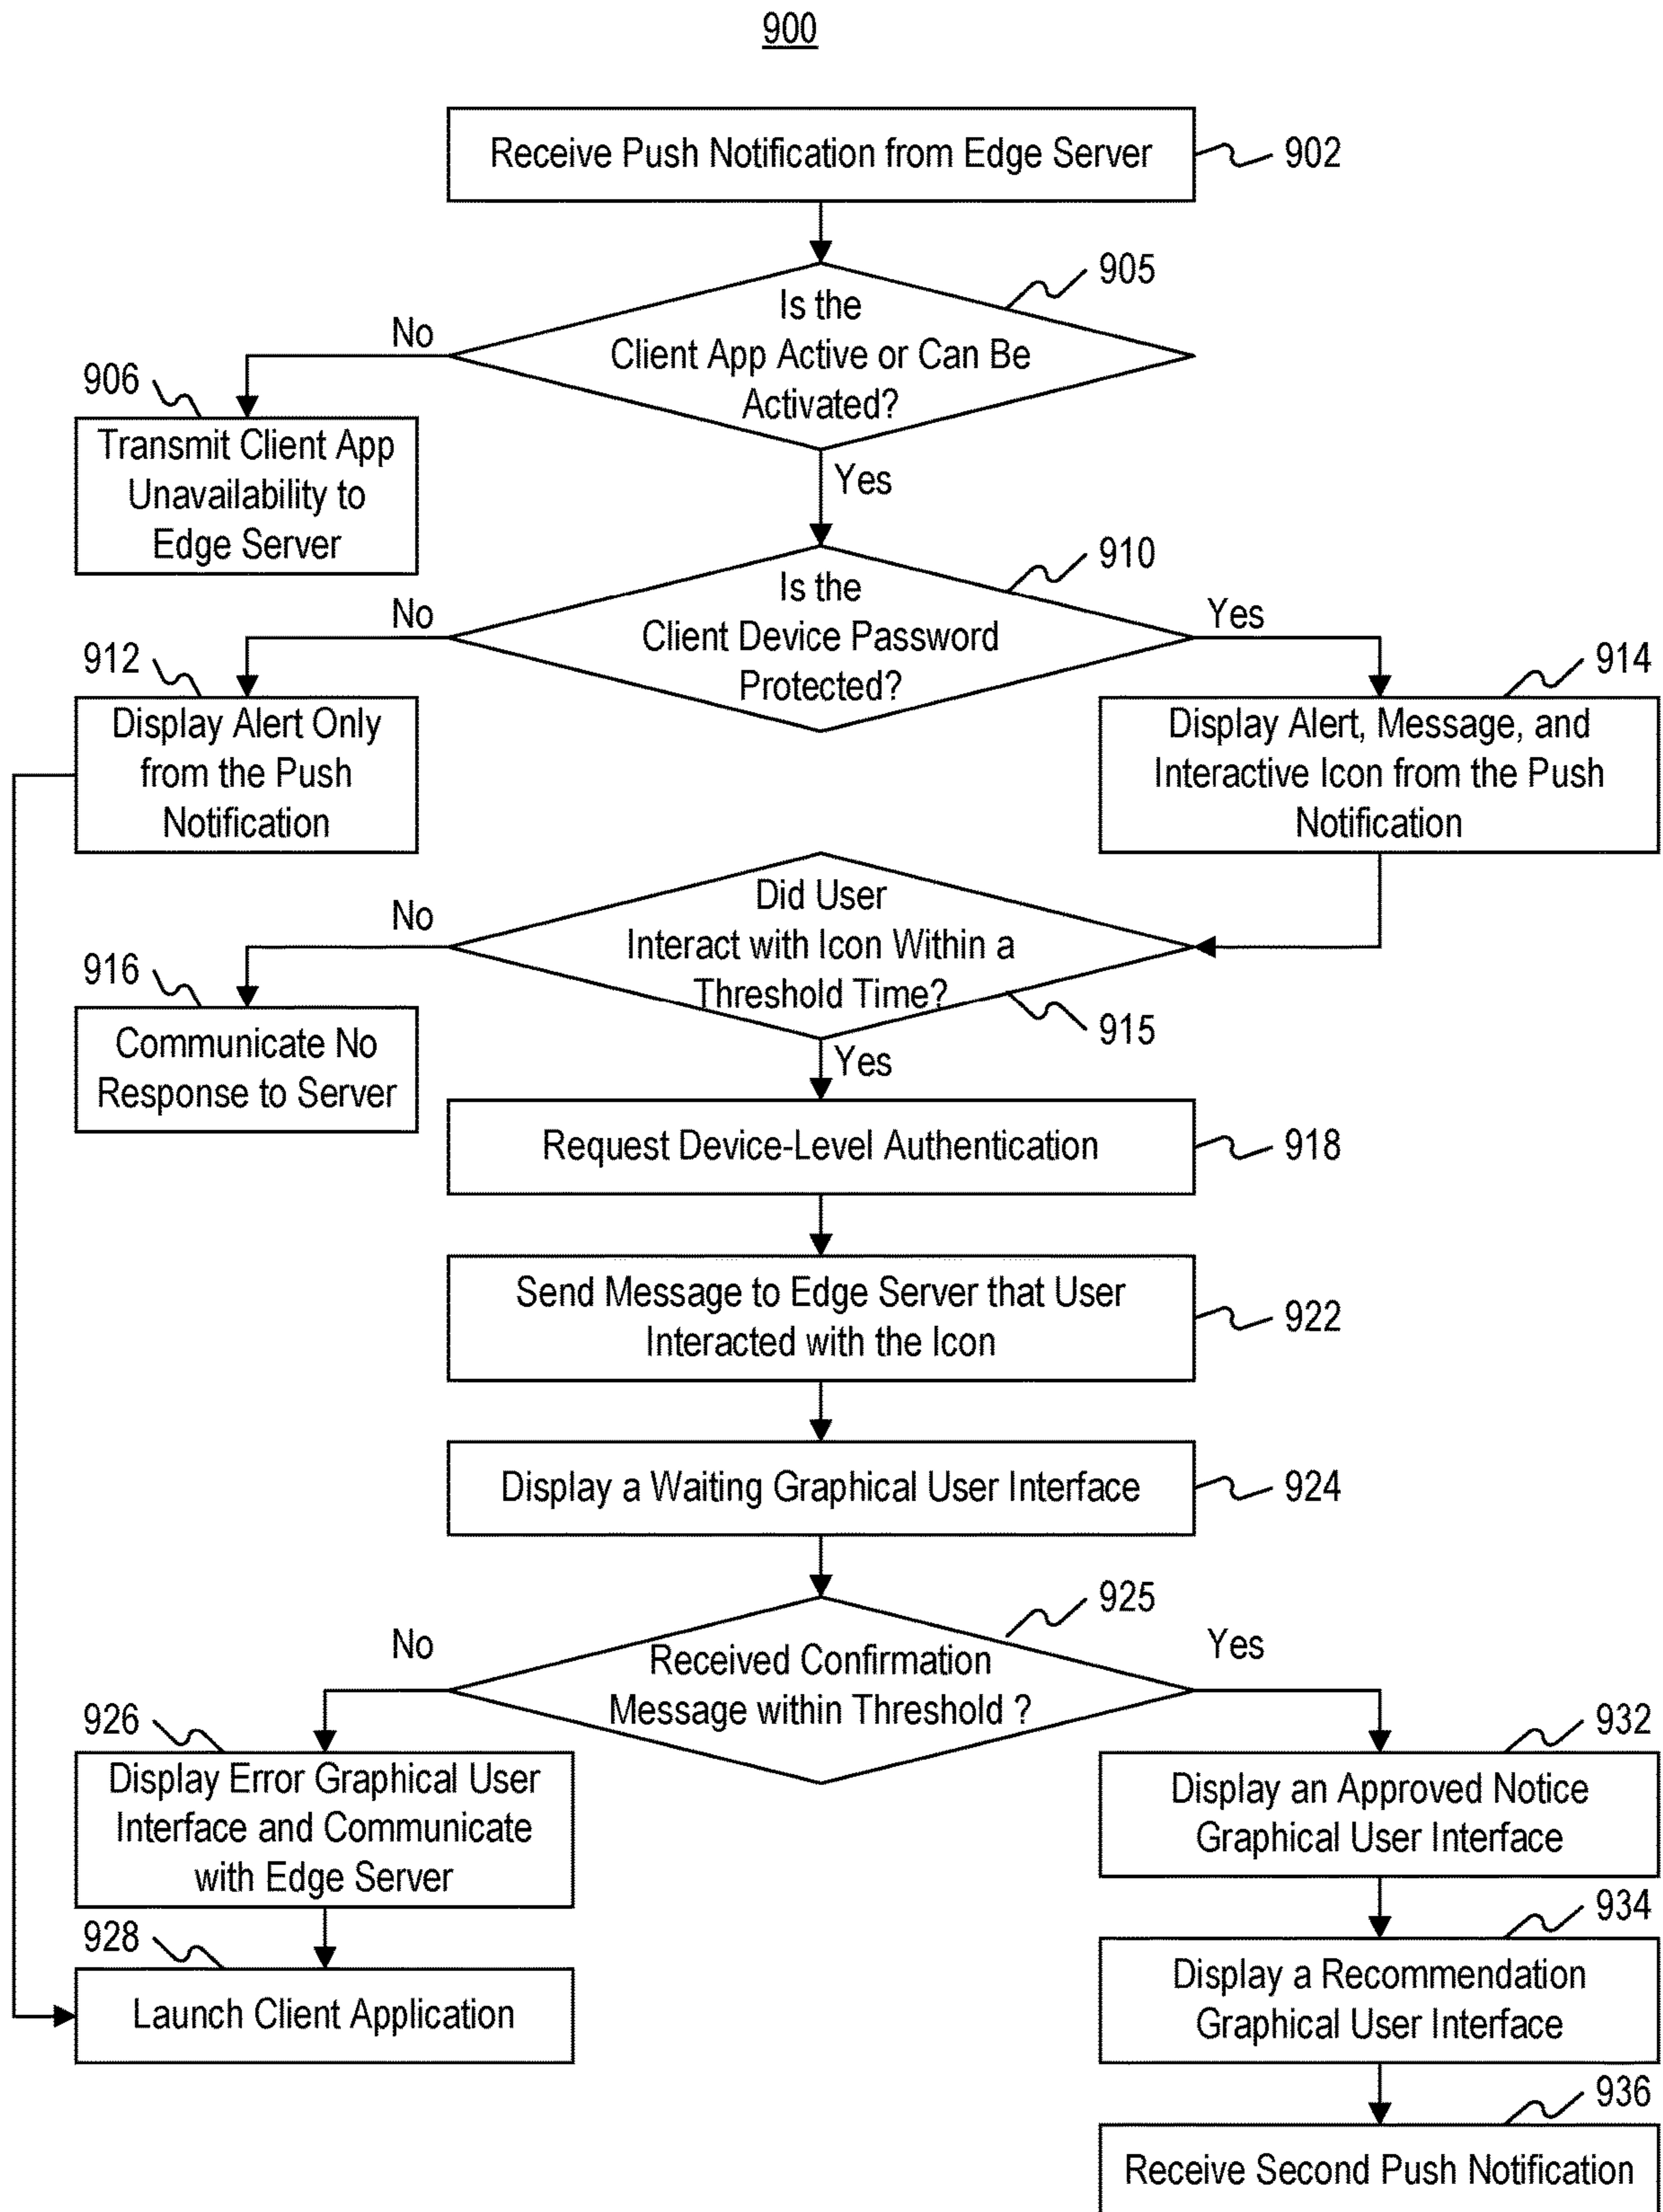 900
Receive Push Notification from Edge Server
902
905
Is the
Client App Active or Can Be
Activated?
No
906
Transmit Client App
Unavailability to
Edge Server
Yes
910
Is the
Client Device Password
Protected?
No
Yes
912
Display Alert Only
from the Push
Notification
914
Display Alert, Message, and
Interactive Icon from the Push
Notification
Did User
Interact with Icon Within a
Threshold Time?
No
915
916
Communicate No
Response to Server
Yes
Request Device-Level Authentication
918
Send Message to Edge Server that User
Interacted with the Icon
922
Display a Waiting Graphical User Interface
924
925
Received Confirmation
Message within Threshold ?
No
Yes
926
Display Error Graphical User
Interface and Communicate
with Edge Server
932
Display an Approved Notice
Graphical User Interface
928
Launch Client Application
934
Display a Recommendation
Graphical User Interface
936
Receive Second Push Notification